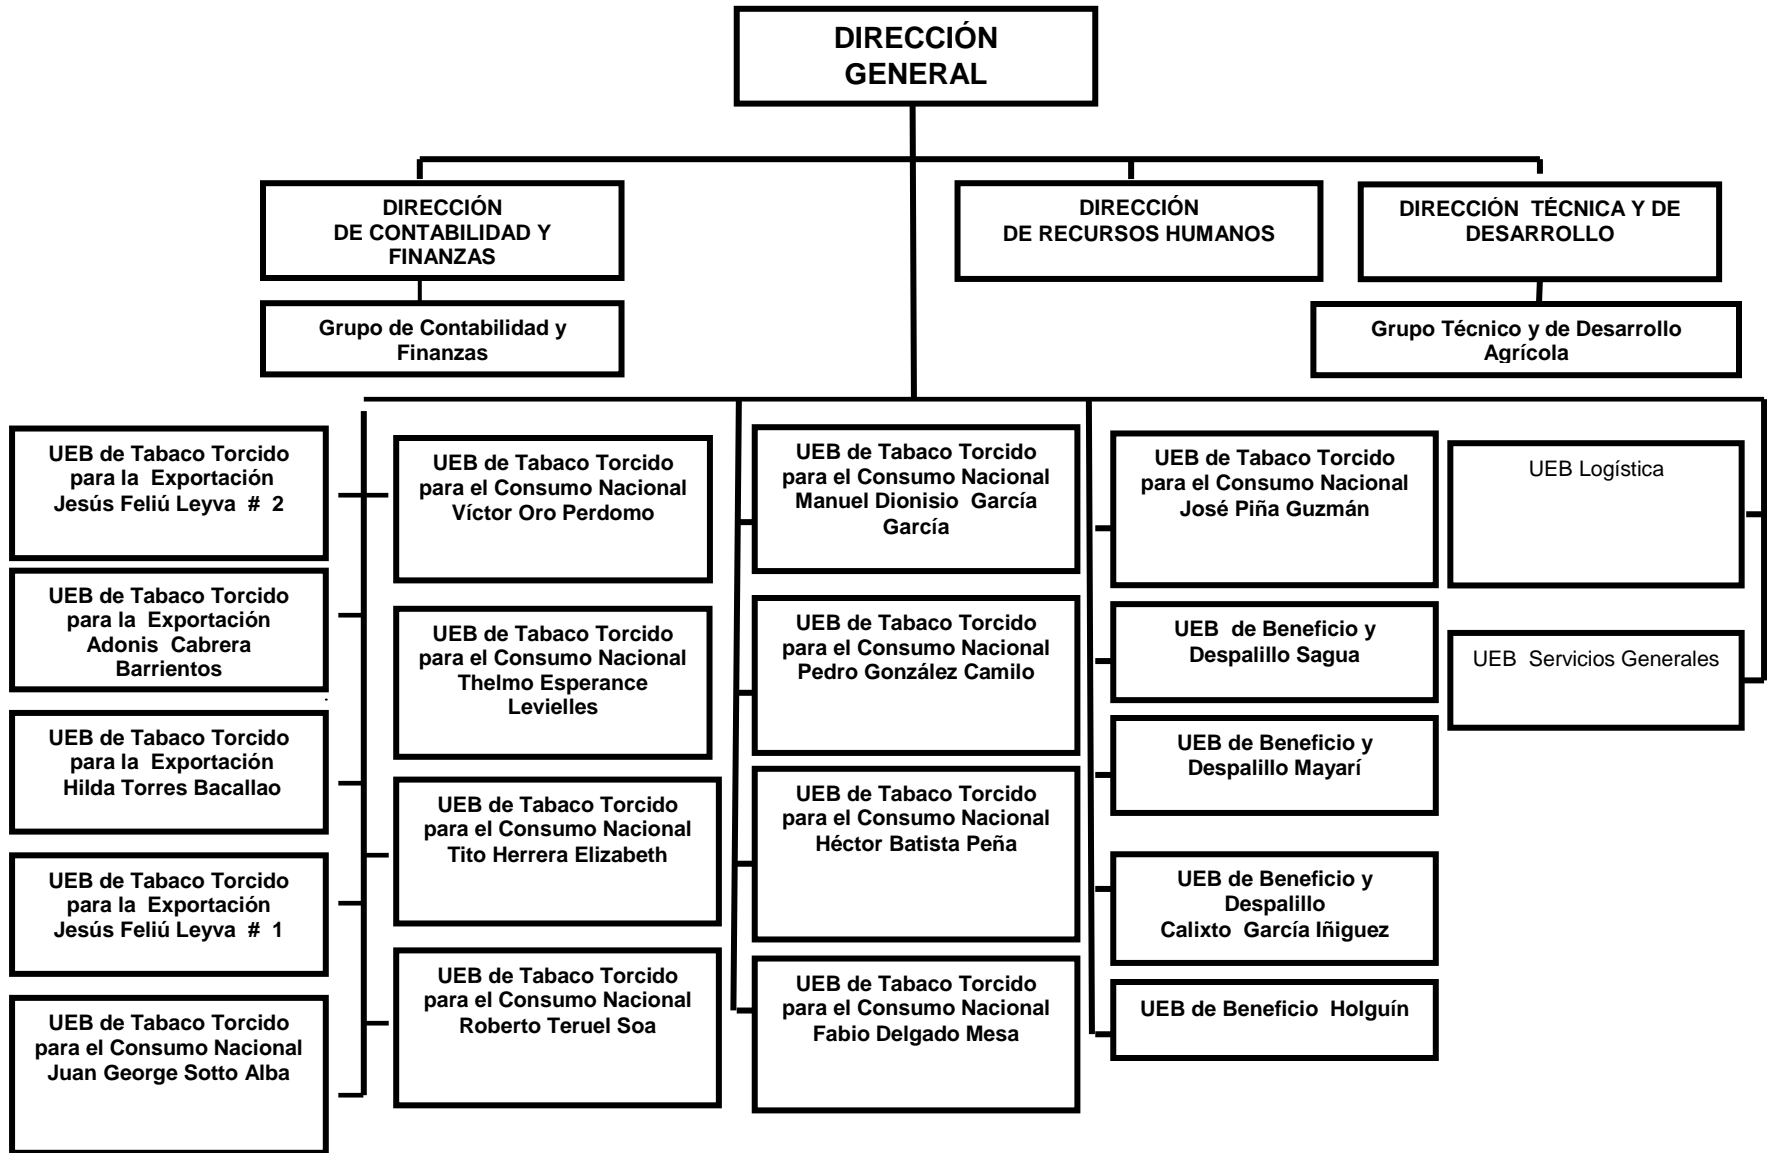 DIRECCIÓN
GENERAL
DIRECCIÓN
DE CONTABILIDAD Y
FINANZAS
DIRECCIÓN
DE RECURSOS HUMANOS
DIRECCIÓN TÉCNICA Y DE
DESARROLLO
Grupo de Contabilidad y
Finanzas
Grupo Técnico y de Desarrollo
Agrícola
UEB de Tabaco Torcido
para la Exportación
Jesús Feliú Leyva # 2
UEB de Tabaco Torcido
para la Exportación
Adonis Cabrera
Barrientos
UEB de Tabaco Torcido
para la Exportación
Hilda Torres Bacallao
UEB de Tabaco Torcido
para la Exportación
Jesús Feliú Leyva # 1
UEB de Tabaco Torcido
para el Consumo Nacional
Juan George Sotto Alba
UEB de Tabaco Torcido
para el Consumo Nacional
Víctor Oro Perdomo
UEB de Tabaco Torcido
para el Consumo Nacional
Thelmo Esperance
Levielles
UEB de Tabaco Torcido
para el Consumo Nacional
Tito Herrera Elizabeth
UEB de Tabaco Torcido
para el Consumo Nacional
Roberto Teruel Soa
UEB de Tabaco Torcido
para el Consumo Nacional
Manuel Dionisio García
García
UEB de Tabaco Torcido
para el Consumo Nacional
Pedro González Camilo
UEB de Tabaco Torcido
para el Consumo Nacional
Héctor Batista Peña
UEB de Tabaco Torcido
para el Consumo Nacional
Fabio Delgado Mesa
UEB de Tabaco Torcido
para el Consumo Nacional
José Piña Guzmán
UEB de Beneficio y
Despalillo Sagua
UEB de Beneficio y
Despalillo Mayarí
UEB de Beneficio y
Despalillo
Calixto García Iñiguez
UEB de Beneficio Holguín
UEB Logística
UEB Servicios Generales